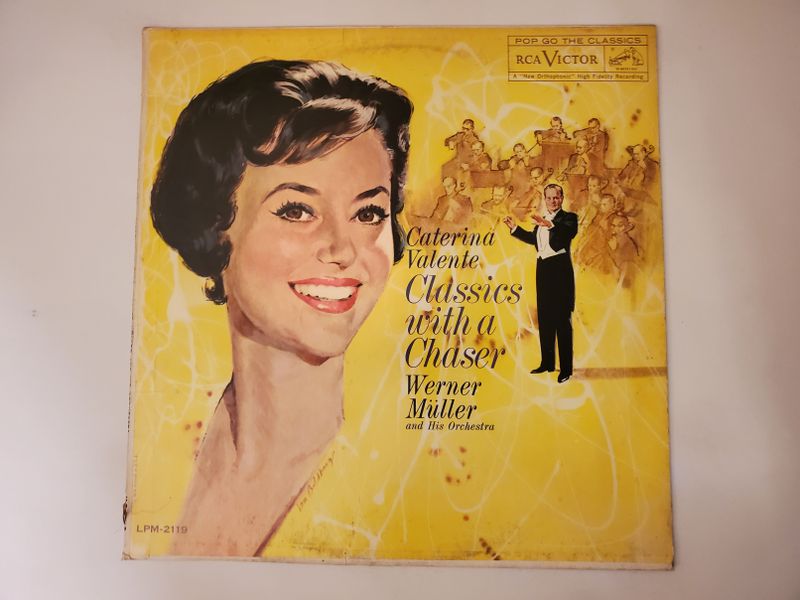 POP GO THE CLASSICS
RCA VICTOR
A "New Orthophonic" High Fidelity Recording
Caterina
Valente
Classics
with a
Chaser
Werner
Müller
and His Orchestra
LPM-2119